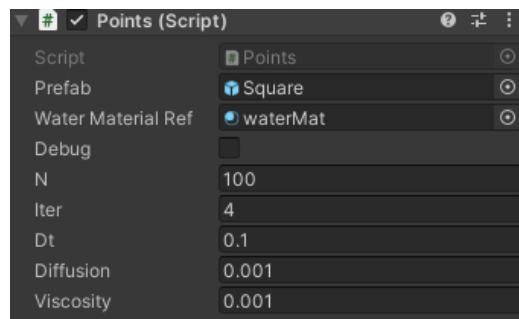 Points (Script)
Script Points
Prefab Square
Water Material Ref waterMat
Debug
N 100
Iter 4
Dt 0.1
Diffusion 0.001
Viscosity 0.001